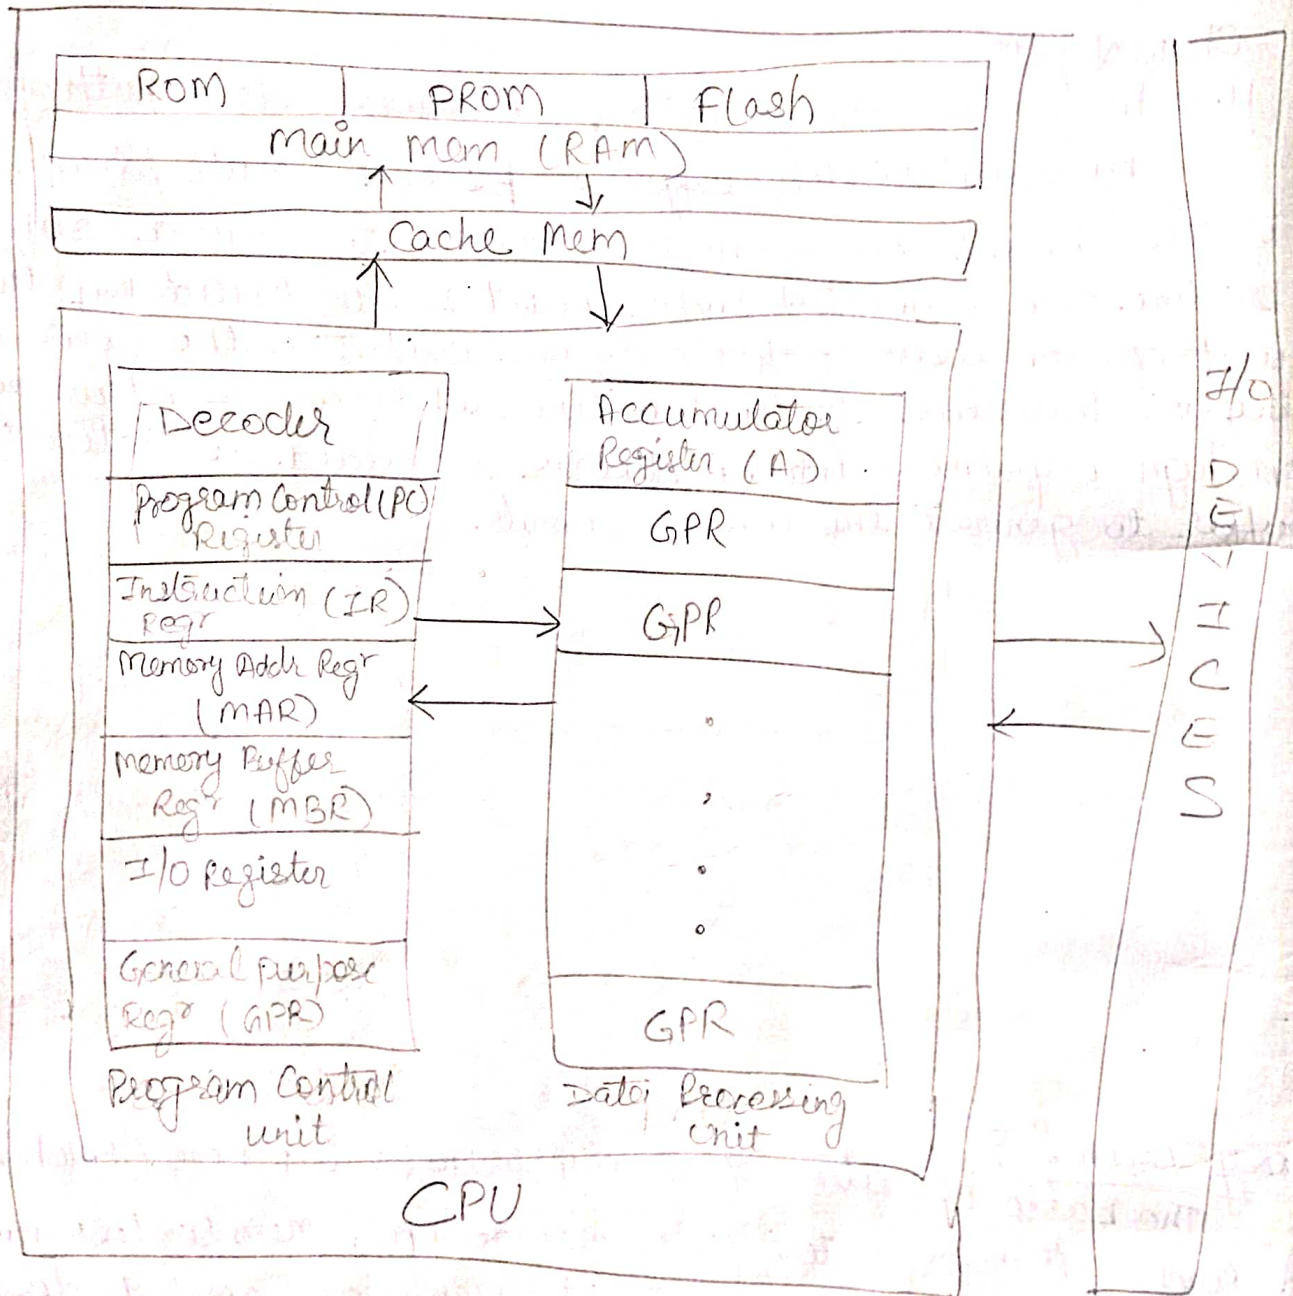 ROM
PROM
Flash
Main mem (RAM)
Cache Mem
Decoder
Program Control (PC)
Register
Instruction (IR)
Regr
Memory Addr Regr
(MAR)
Memory Buffer
Regr (MBR)
I/O Register
General purpose
Regr (GPR)
Program Control
unit
Accumulator
Register (A)
GPR
GPR
GPR
Data Processing
unit
CPU
I/O
D
E
V
I
C
E
S